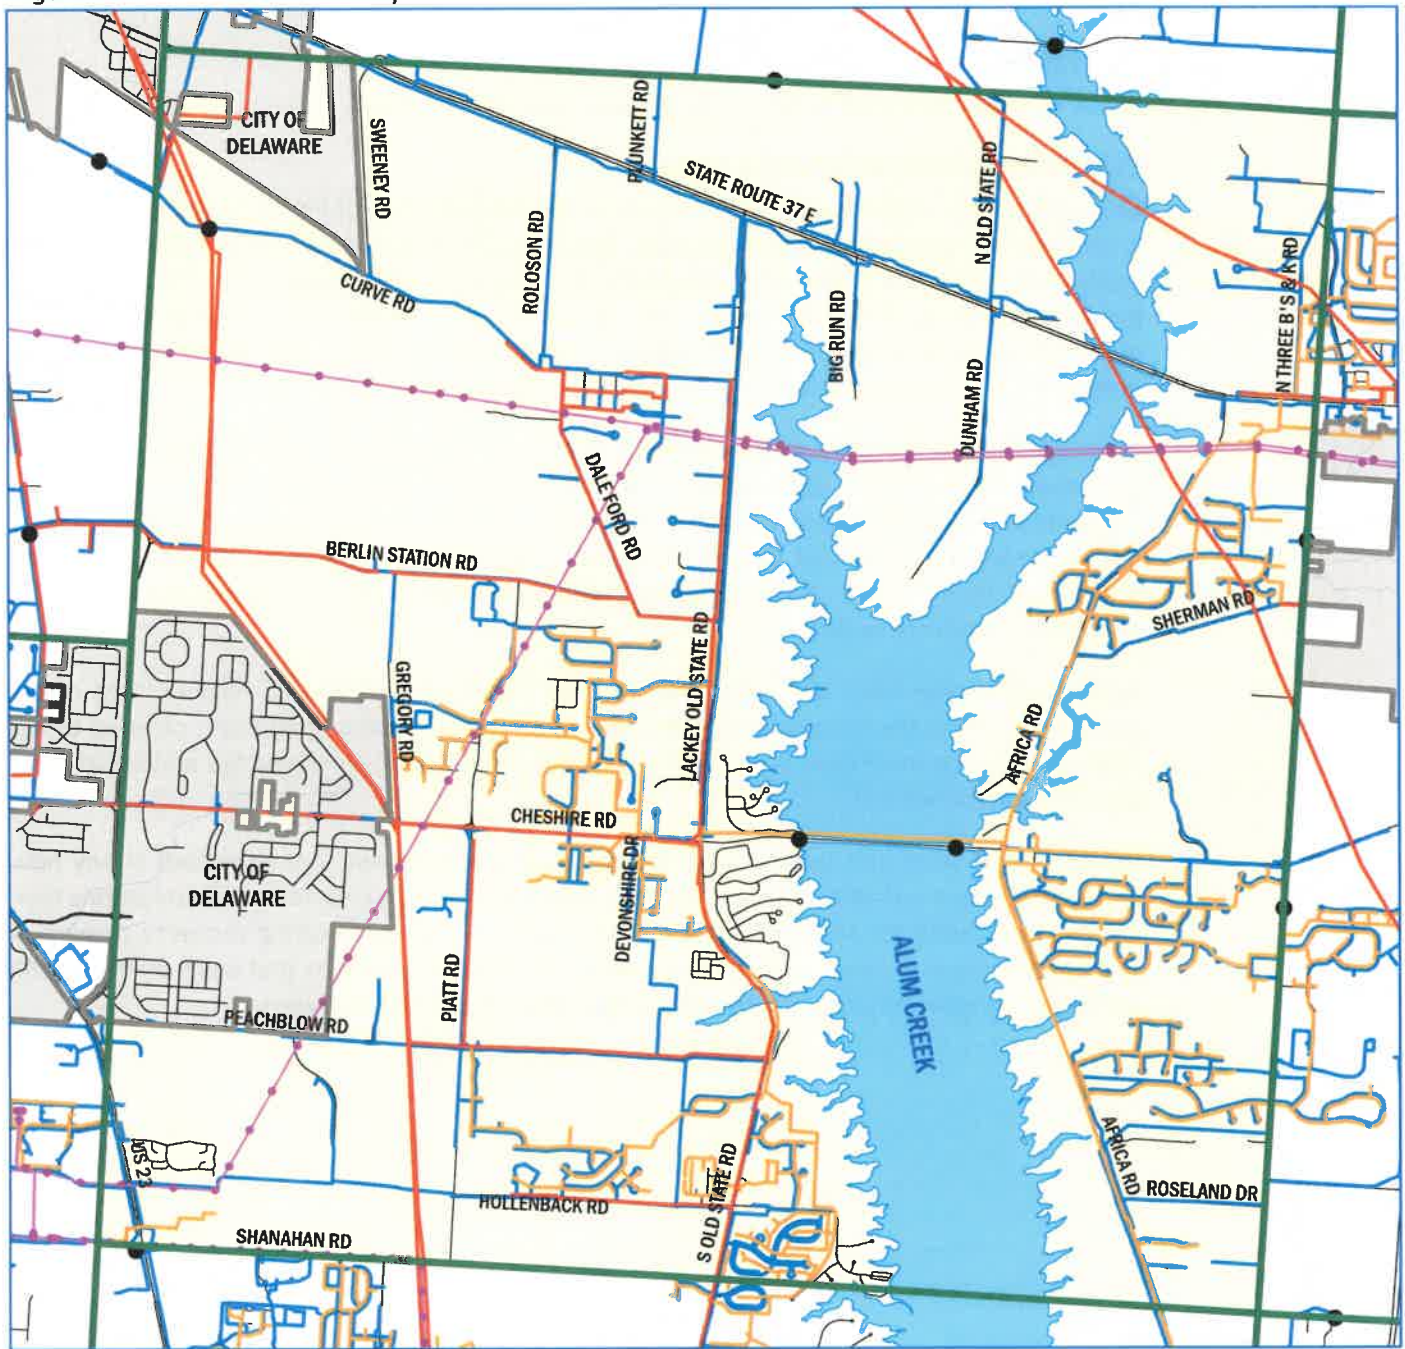 CITY OF
DELAWARE
SWEENEY RD
PLUNKETT RD
STATE ROUTE 37 E
N OLD STATE RD
ROLOSON RD
CURVE RD
BIG RUN RD
N THREE B'S & K RD
DUNHAM RD
DALE FORD RD
BERLIN STATION RD
SHERMAN RD
GREGORY RD
LACKEY OLD STATE RD
AFRICA RD
CHESHIRE RD
CITY OF
DELAWARE
DEVONSHIRE DR
ALUM CREEK
PIATT RD
PEACHBLOW RD
US 23
AFRICA RD
ROSELAND DR
HOLLENBACK RD
S OLD STATE RD
SHANAHAN RD